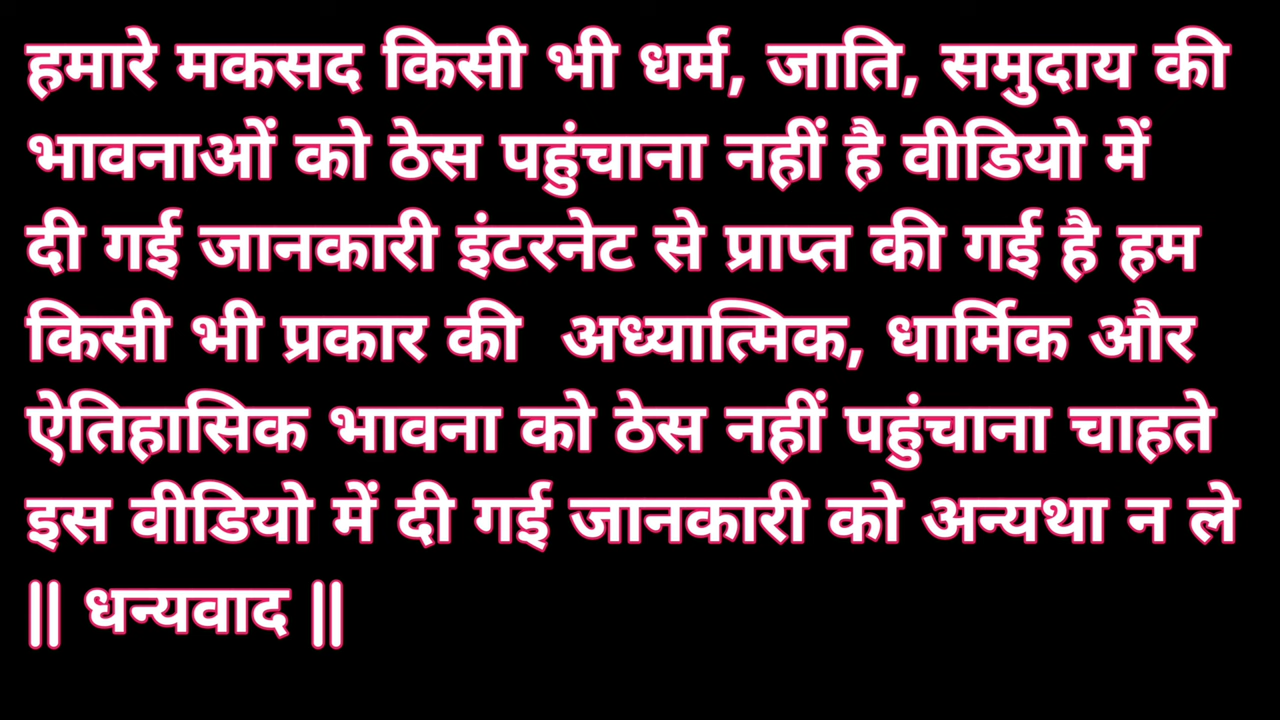 हमारे मकसद किसी भी धर्म, जाति, समुदाय की
भावनाओं को ठेस पहुंचाना नहीं है वीडियो में
दी गई जानकारी इंटरनेट से प्राप्त की गई है हम
किसी भी प्रकार की  अध्यात्मिक, धार्मिक और
ऐतिहासिक भावना को ठेस नहीं पहुंचाना चाहते
इस वीडियो में दी गई जानकारी को अन्यथा न ले
|| धन्यवाद ||